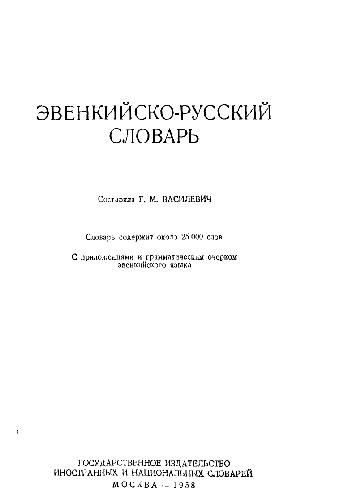 ЭВЕНКИЙСКО-РУССКИЙ
СЛОВАРЬ
Составил Г. М. ВАСИЛЕВИЧ
Словарь содержит около 25 000 слов
С приложениями и грамматическим очерком
эвенкийского языка
ГОСУДАРСТВЕННОЕ ИЗДАТЕЛЬСТВО
ИНОСТРАННЫХ И НАЦИОНАЛЬНЫХ СЛОВАРЕЙ
МОСКВА — 1958